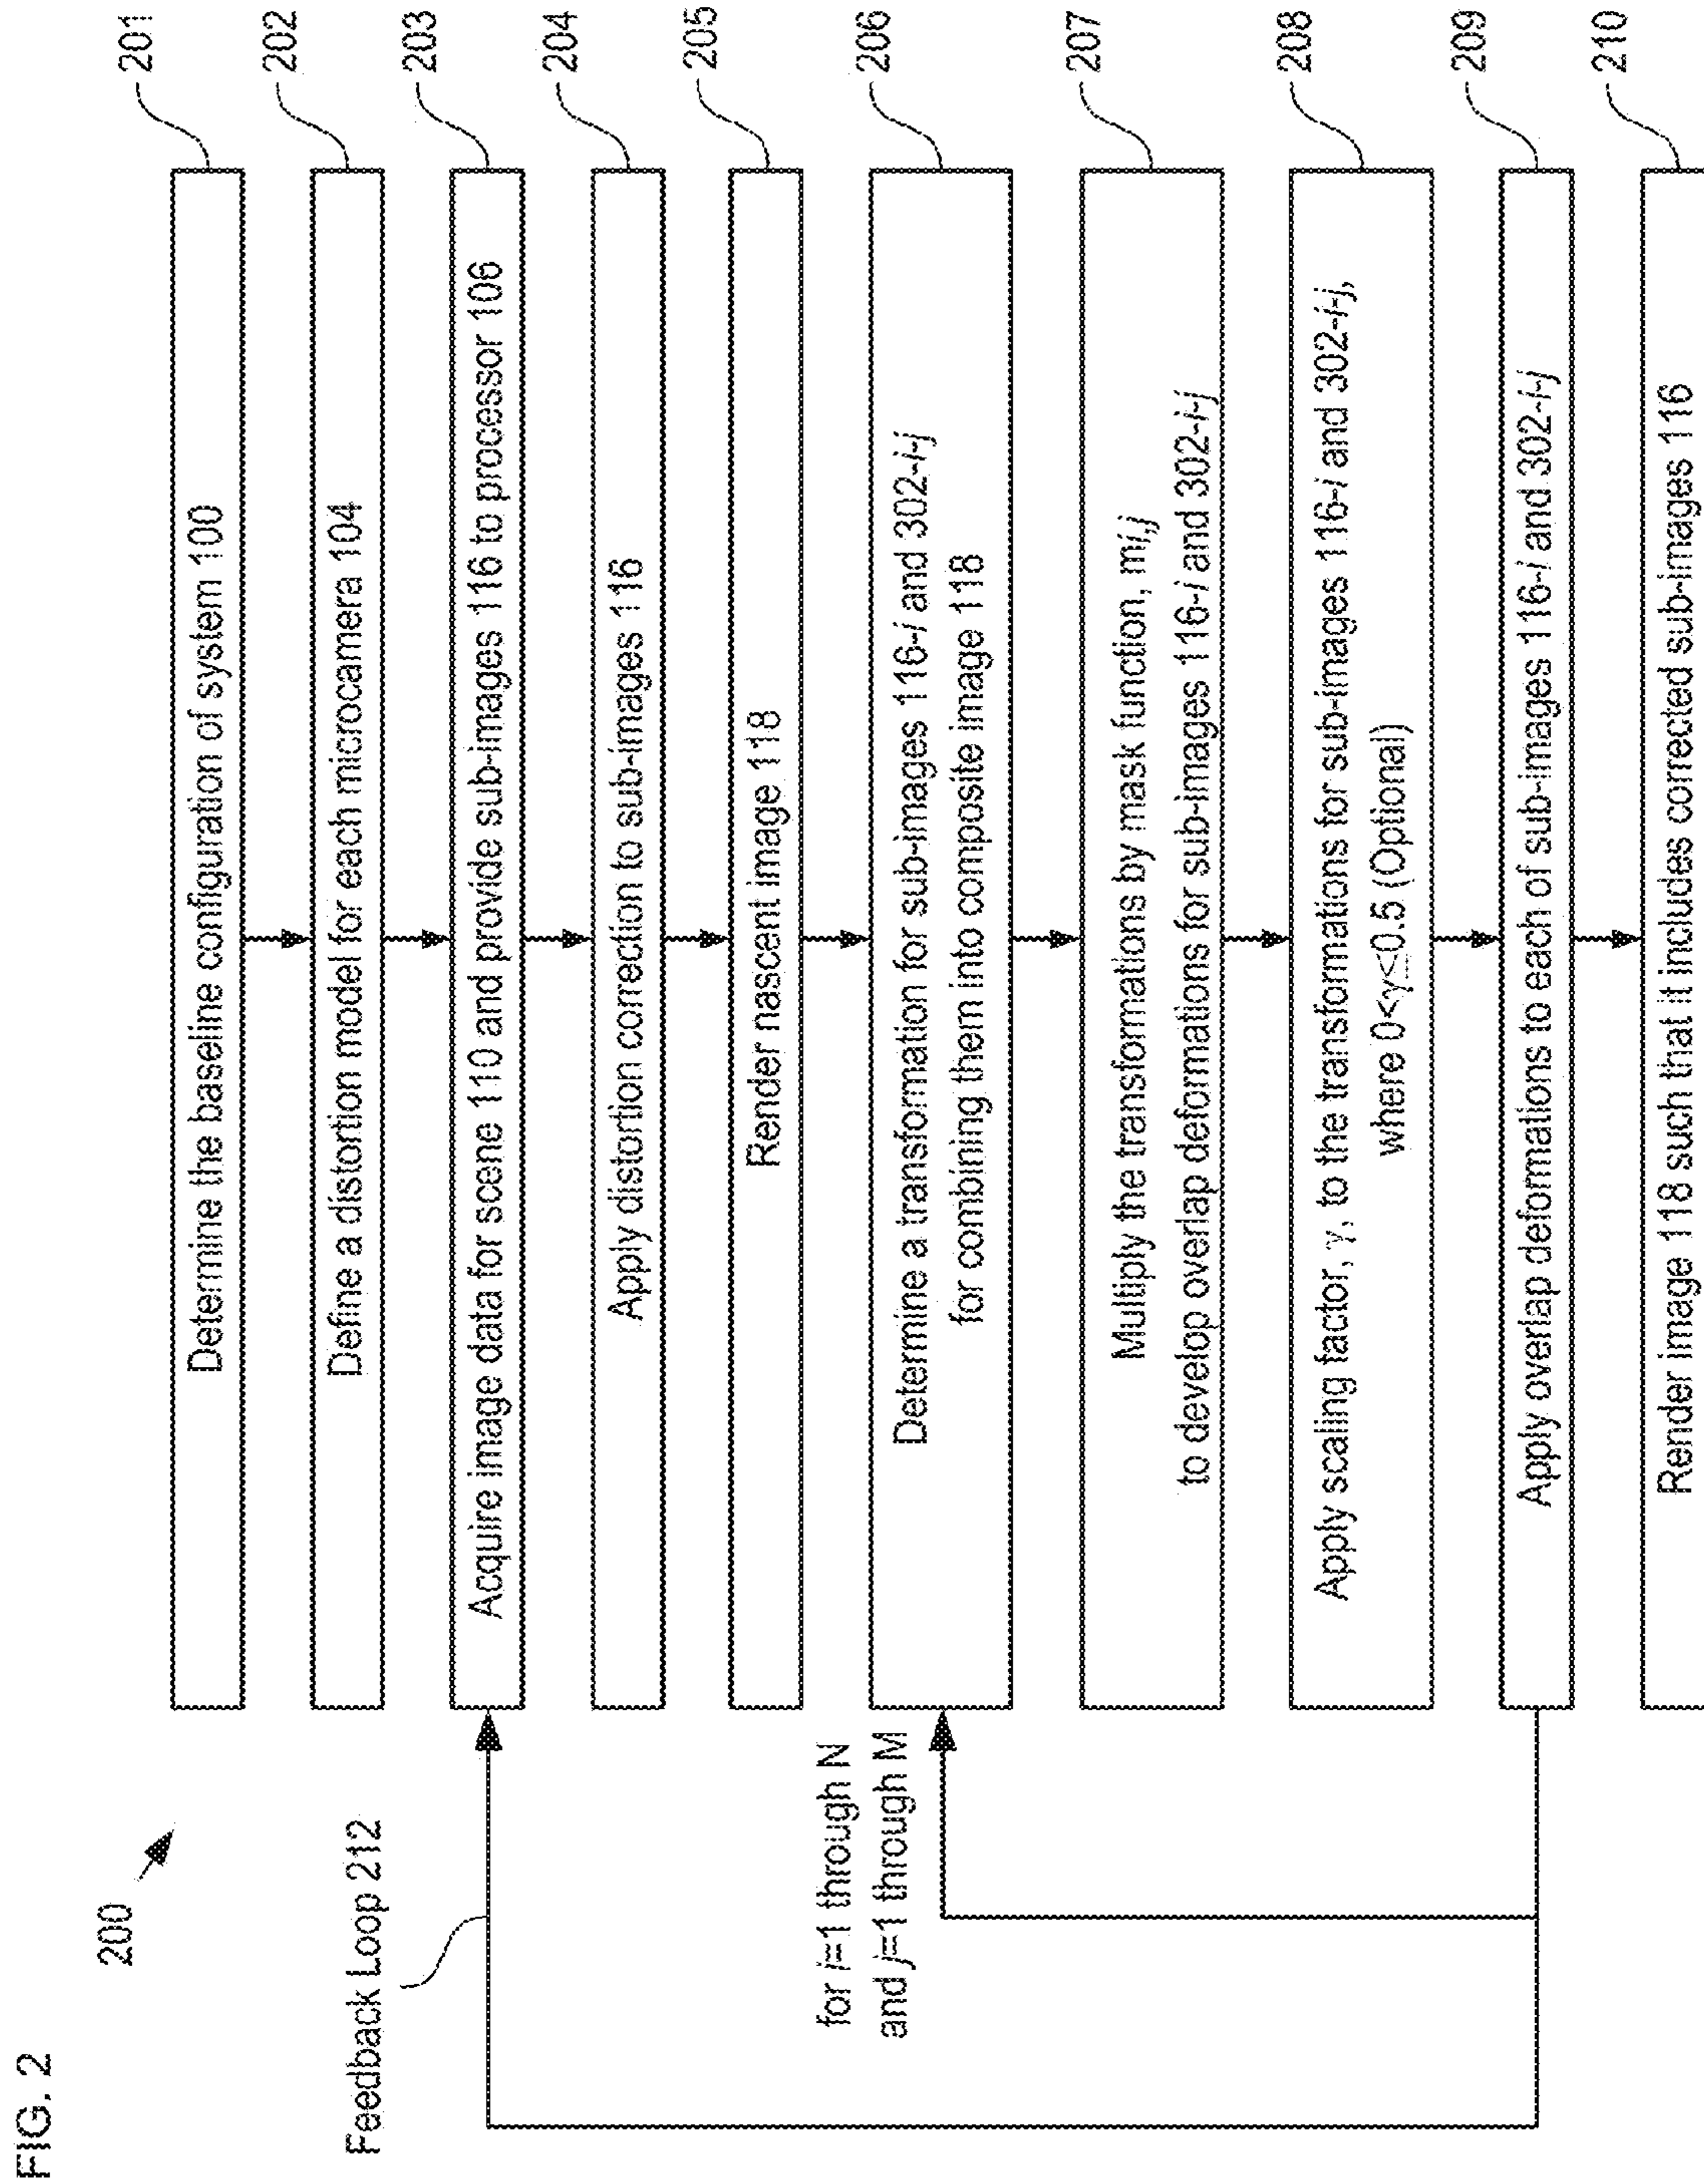 FIG. 2
200
Feedback Loop 212
for i=1 through N
and j=1 through M
Determine the baseline configuration of system 100
201
Define a distortion model for each microcamera 104
202
Acquire image data for scene 110 and provide sub-images 116 to processor 106
203
Apply distortion correction to sub-images 116
204
Render nascent image 118
205
Determine a transformation for sub-images 116-i and 302-i-j
for combining them into composite image 118
206
Multiply the transformations by mask function, mi,j
to develop overlap deformations for sub-images 116-i and 302-i-j
207
Apply scaling factor, γ, to the transformations for sub-images 116-i and 302-i-j,
where 0<γ≤0.5 (Optional)
208
Apply overlap deformations to each of sub-images 116-i and 302-i-j
209
Render image 118 such that it includes corrected sub-images 116
210